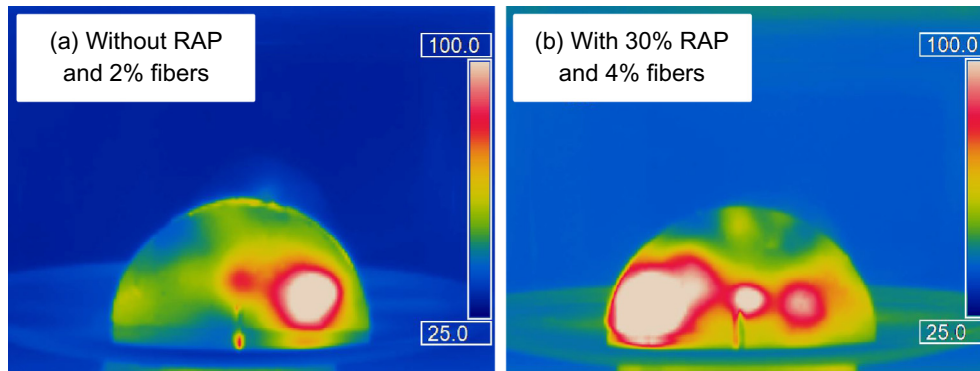 (a) Without RAP
and 2% fibers
100.0
25.0
(b) With 30% RAP
and 4% fibers
100.0
25.0